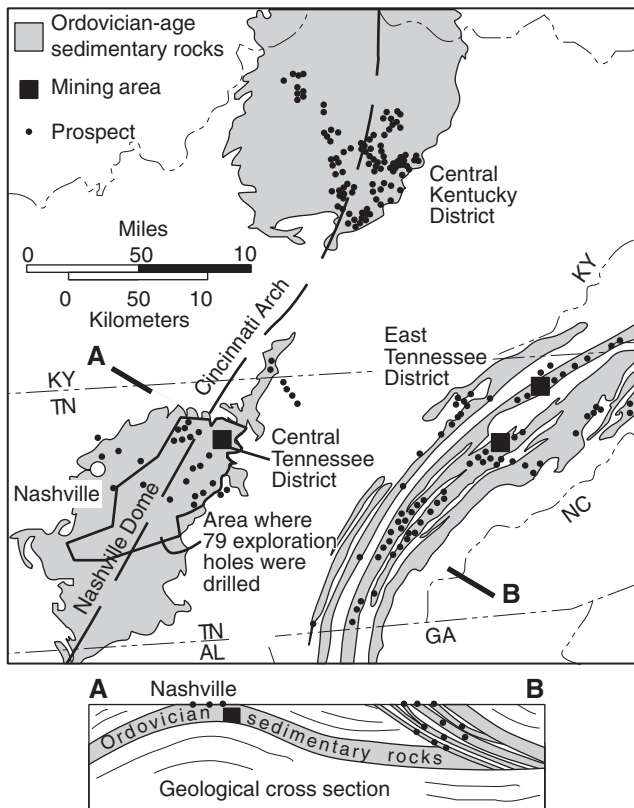 Ordovician-age
sedimentary rocks
Mining area
Prospect
Central
Kentucky
District
Miles
0 50 10
0 50 10
Kilometers
Cincinnati Arch
KY
East
Tennessee
District
A
KY
TN
Central
Tennessee
District
Nashville
Nashville Dome
Area where
79 exploration
holes were
drilled
NC
B
TN
AL
GA
A Nashville B
Ordovician sedimentary rocks
Geological cross section